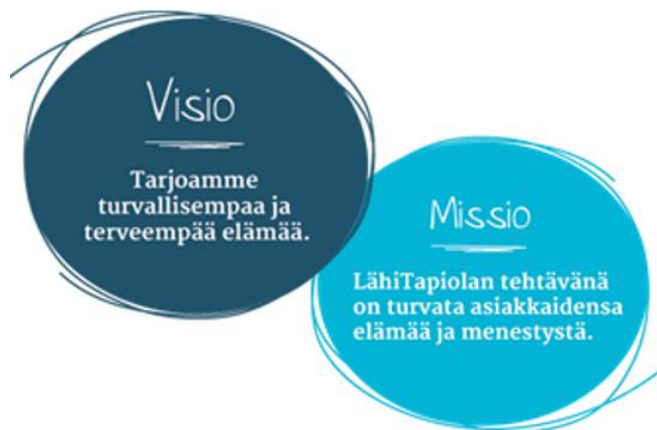 Visio
Tarjoamme
turvallisempaa ja
terveempää elämää.
Missio
LähiTapiolan tehtävänä
on turvata asiakkaidensa
elämää ja menestystä.